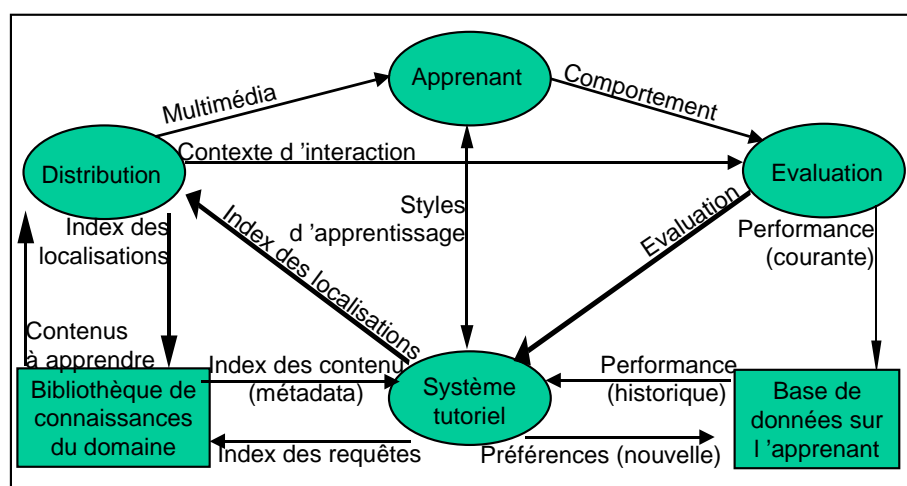 Apprenant
Multimédia
Comportement
Contexte d ’interaction
Distribution
Evaluation
Index des
localisations
Index des localisations
Styles
d ’apprentissage
Evaluation
Performance
(courante)
Contenus
à apprendre
Index des contenu
(métadata)
Performance
(historique)
Bibliothèque de
connaissances
du domaine
Système
tutoriel
Base de
données sur
l ’apprenant
Index des requêtes
Préférences (nouvelle)